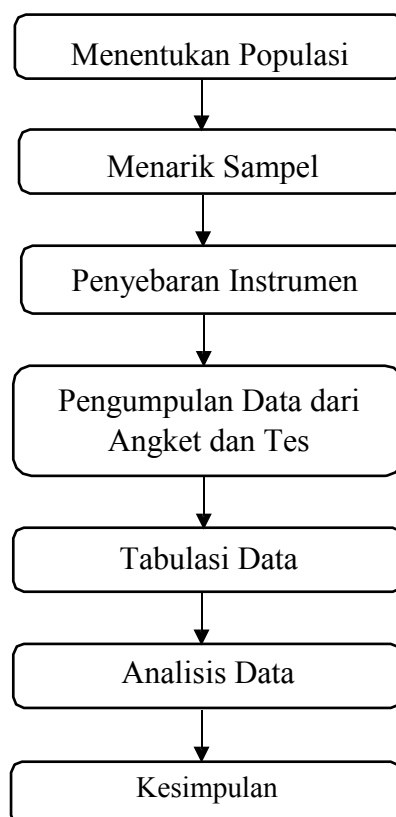 Menentukan Populasi
Menarik Sampel
Penyebaran Instrumen
Pengumpulan Data dari
Angket dan Tes
Tabulasi Data
Analisis Data
Kesimpulan